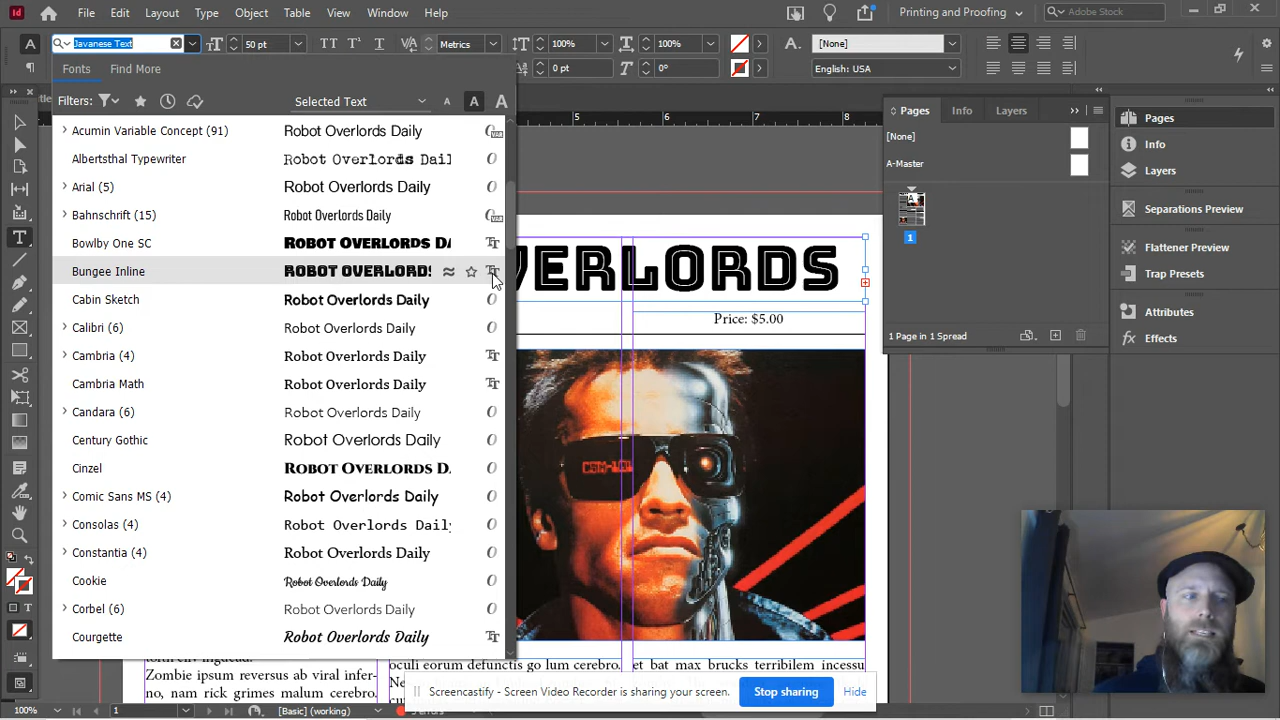 Id File Edit Layout Type Object Table View Window Help Printing and Proofing Adobe Stock
A Javanese Text 50 pt TT T¹ T VA Metrics 100% 100% A. [None]
¶ 0 pt 0° English: USA
Fonts Find More
Filters: Selected Text A A A
5 6 7 8
Acumin Variable Concept (91) Robot Overlords Daily
Albertsthal Typewriter Robot Overlords Dail
Arial (5) Robot Overlords Daily
Bahnschrift (15) Robot Overlords Daily
Bowlby One SC Robot Overlords Da
Bungee Inline ROBOT OVERLORDS
Cabin Sketch Robot Overlords Daily
Calibri (6) Robot Overlords Daily
Cambria (4) Robot Overlords Daily
Cambria Math Robot Overlords Daily
Candara (6) Robot Overlords Daily
Century Gothic Robot Overlords Daily
Cinzel Robot Overlords D
Comic Sans MS (4) Robot Overlords Daily
Consolas (4) Robot Overlords Daily
Constantia (4) Robot Overlords Daily
Cookie Robot Overlords Daily
Corbel (6) Robot Overlords Daily
Courgette Robot Overlords Daily
VERLORDS
Price: $5.00
Pages Info Layers
[None]
A-Master
A
1
1 Page in 1 Spread
Pages
Info
Layers
Separations Preview
Flattener Preview
Trap Presets
Attributes
Effects
Zombie ipsum reversus ab viral infer-
no, nam rick grimes malum cerebro.
oculi eorum defunctis go lum cerebro.
et bat max brucks terribilem incessu
Screencastify - Screen Video Recorder is sharing your screen. Stop sharing Hide
100% 1 [Basic] (working)